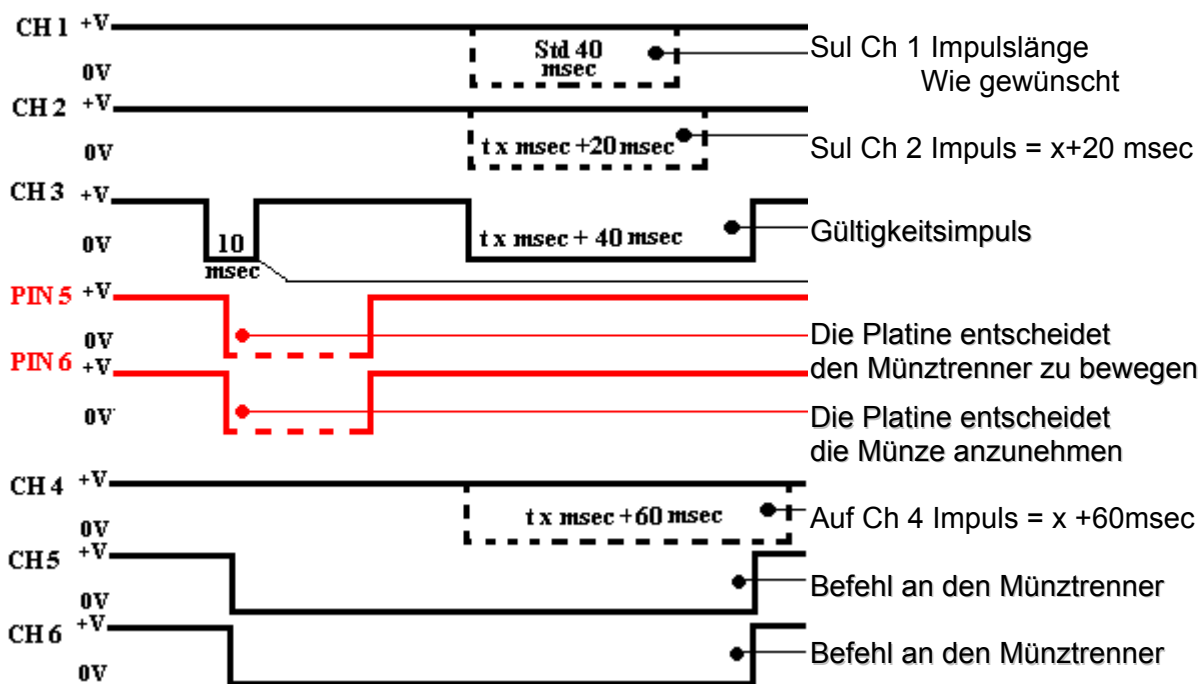 CH 1 +V
Std 40
msec
0V
Sul Ch 1 Impulslänge
Wie gewünscht
CH 2 +V
t x msec +20 msec
0V
Sul Ch 2 Impuls = x+20 msec
CH 3 +V
0V
10
msec
t x msec + 40 msec
Gültigkeitsimpuls
PIN 5 +V
0V
Die Platine entscheidet
den Münztrenner zu bewegen
PIN 6 +V
0V
Die Platine entscheidet
die Münze anzunehmen
CH 4 +V
t x msec +60 msec
0V
Auf Ch 4 Impuls = x +60msec
CH 5 +V
0V
Befehl an den Münztrenner
CH 6 +V
0V
Befehl an den Münztrenner